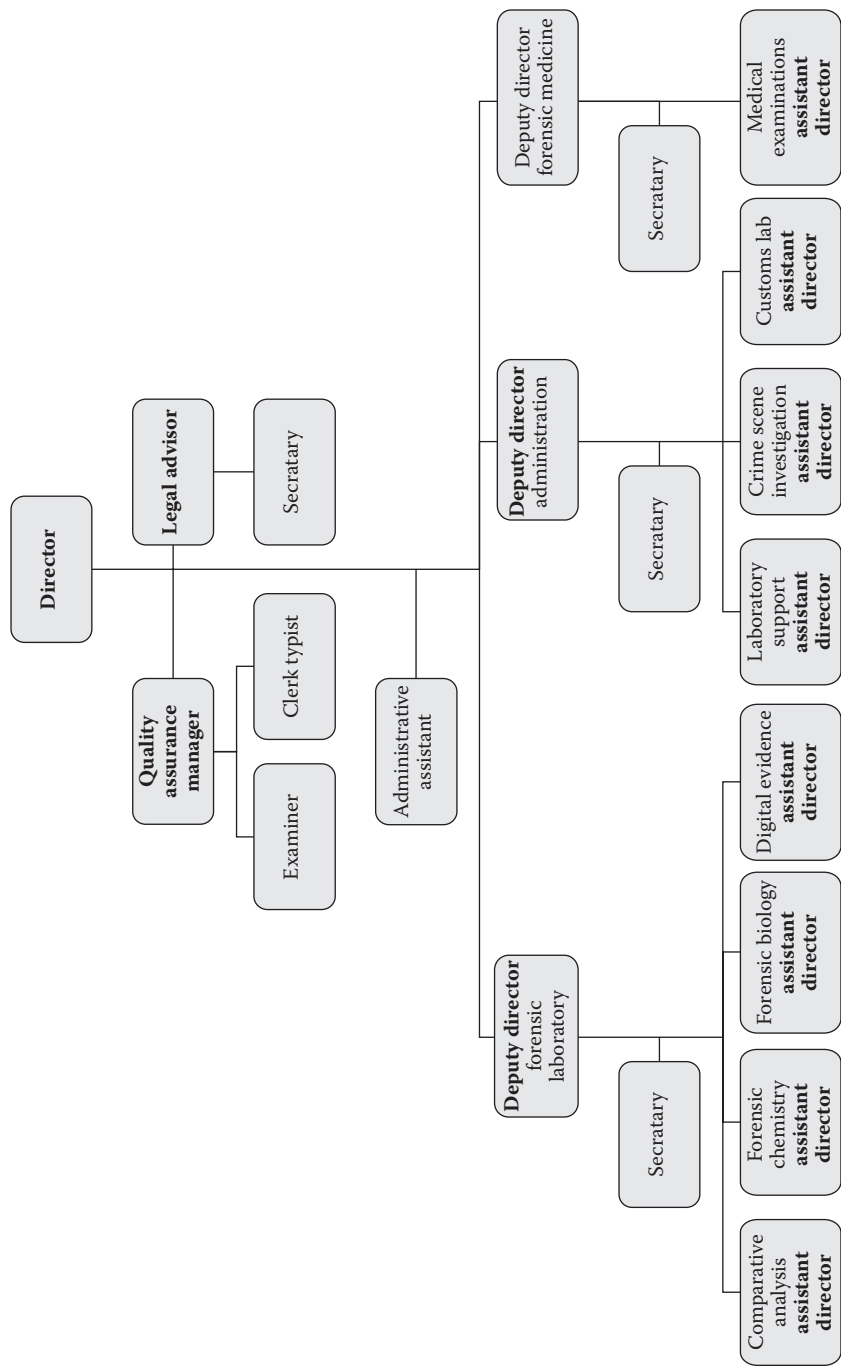 Director
Quality
assurance
manager
Legal advisor
Examiner
Clerk typist
Secratary
Administrative
assistant
Deputy director
forensic
laboratory
Deputy director
administration
Deputy director
forensic medicine
Secratary
Secratary
Secratary
Comparative
analysis
assistant
director
Forensic
chemistry
assistant
director
Forensic biology
assistant
director
Digital evidence
assistant
director
Laboratory
support
assistant
director
Crime scene
investigation
assistant
director
Customs lab
assistant
director
Medical
examinations
assistant
director